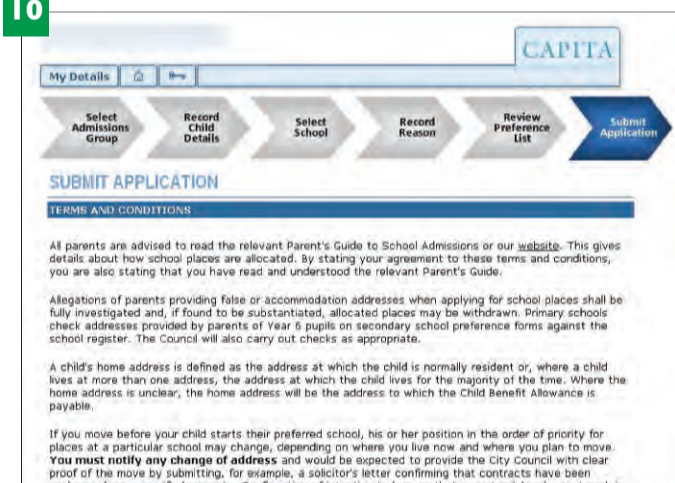 10
CAPITA
My Details
Select Admissions Group
Record Child Details
Select School
Record Reason
Review Preference List
Submit Application
SUBMIT APPLICATION
TERMS AND CONDITIONS
All parents are advised to read the relevant Parent's Guide to School Admissions or our website. This gives
details about how school places are allocated. By stating your agreement to these terms and conditions,
you are also stating that you have read and understood the relevant Parent's Guide.
Allegations of parents providing false or accommodation addresses when applying for school places shall be
fully investigated and, if found to be substantiated, allocated places may be withdrawn. Primary schools
check addresses provided by parents of Year 6 pupils on secondary school preference forms against the
school register. The Council will also carry out checks as appropriate.
A child's home address is defined as the address at which the child is normally resident or, where a child
lives at more than one address, the address at which the child lives for the majority of the time. Where the
home address is unclear, the home address will be the address to which the Child Benefit Allowance is
payable.
If you move before your child starts their preferred school, his or her position in the order of priority for
places at a particular school may change, depending on where you live now and where you plan to move.
You must notify any change of address and would be expected to provide the City Council with clear
proof of the move by submitting, for example, a solicitor's letter confirming that contracts have been